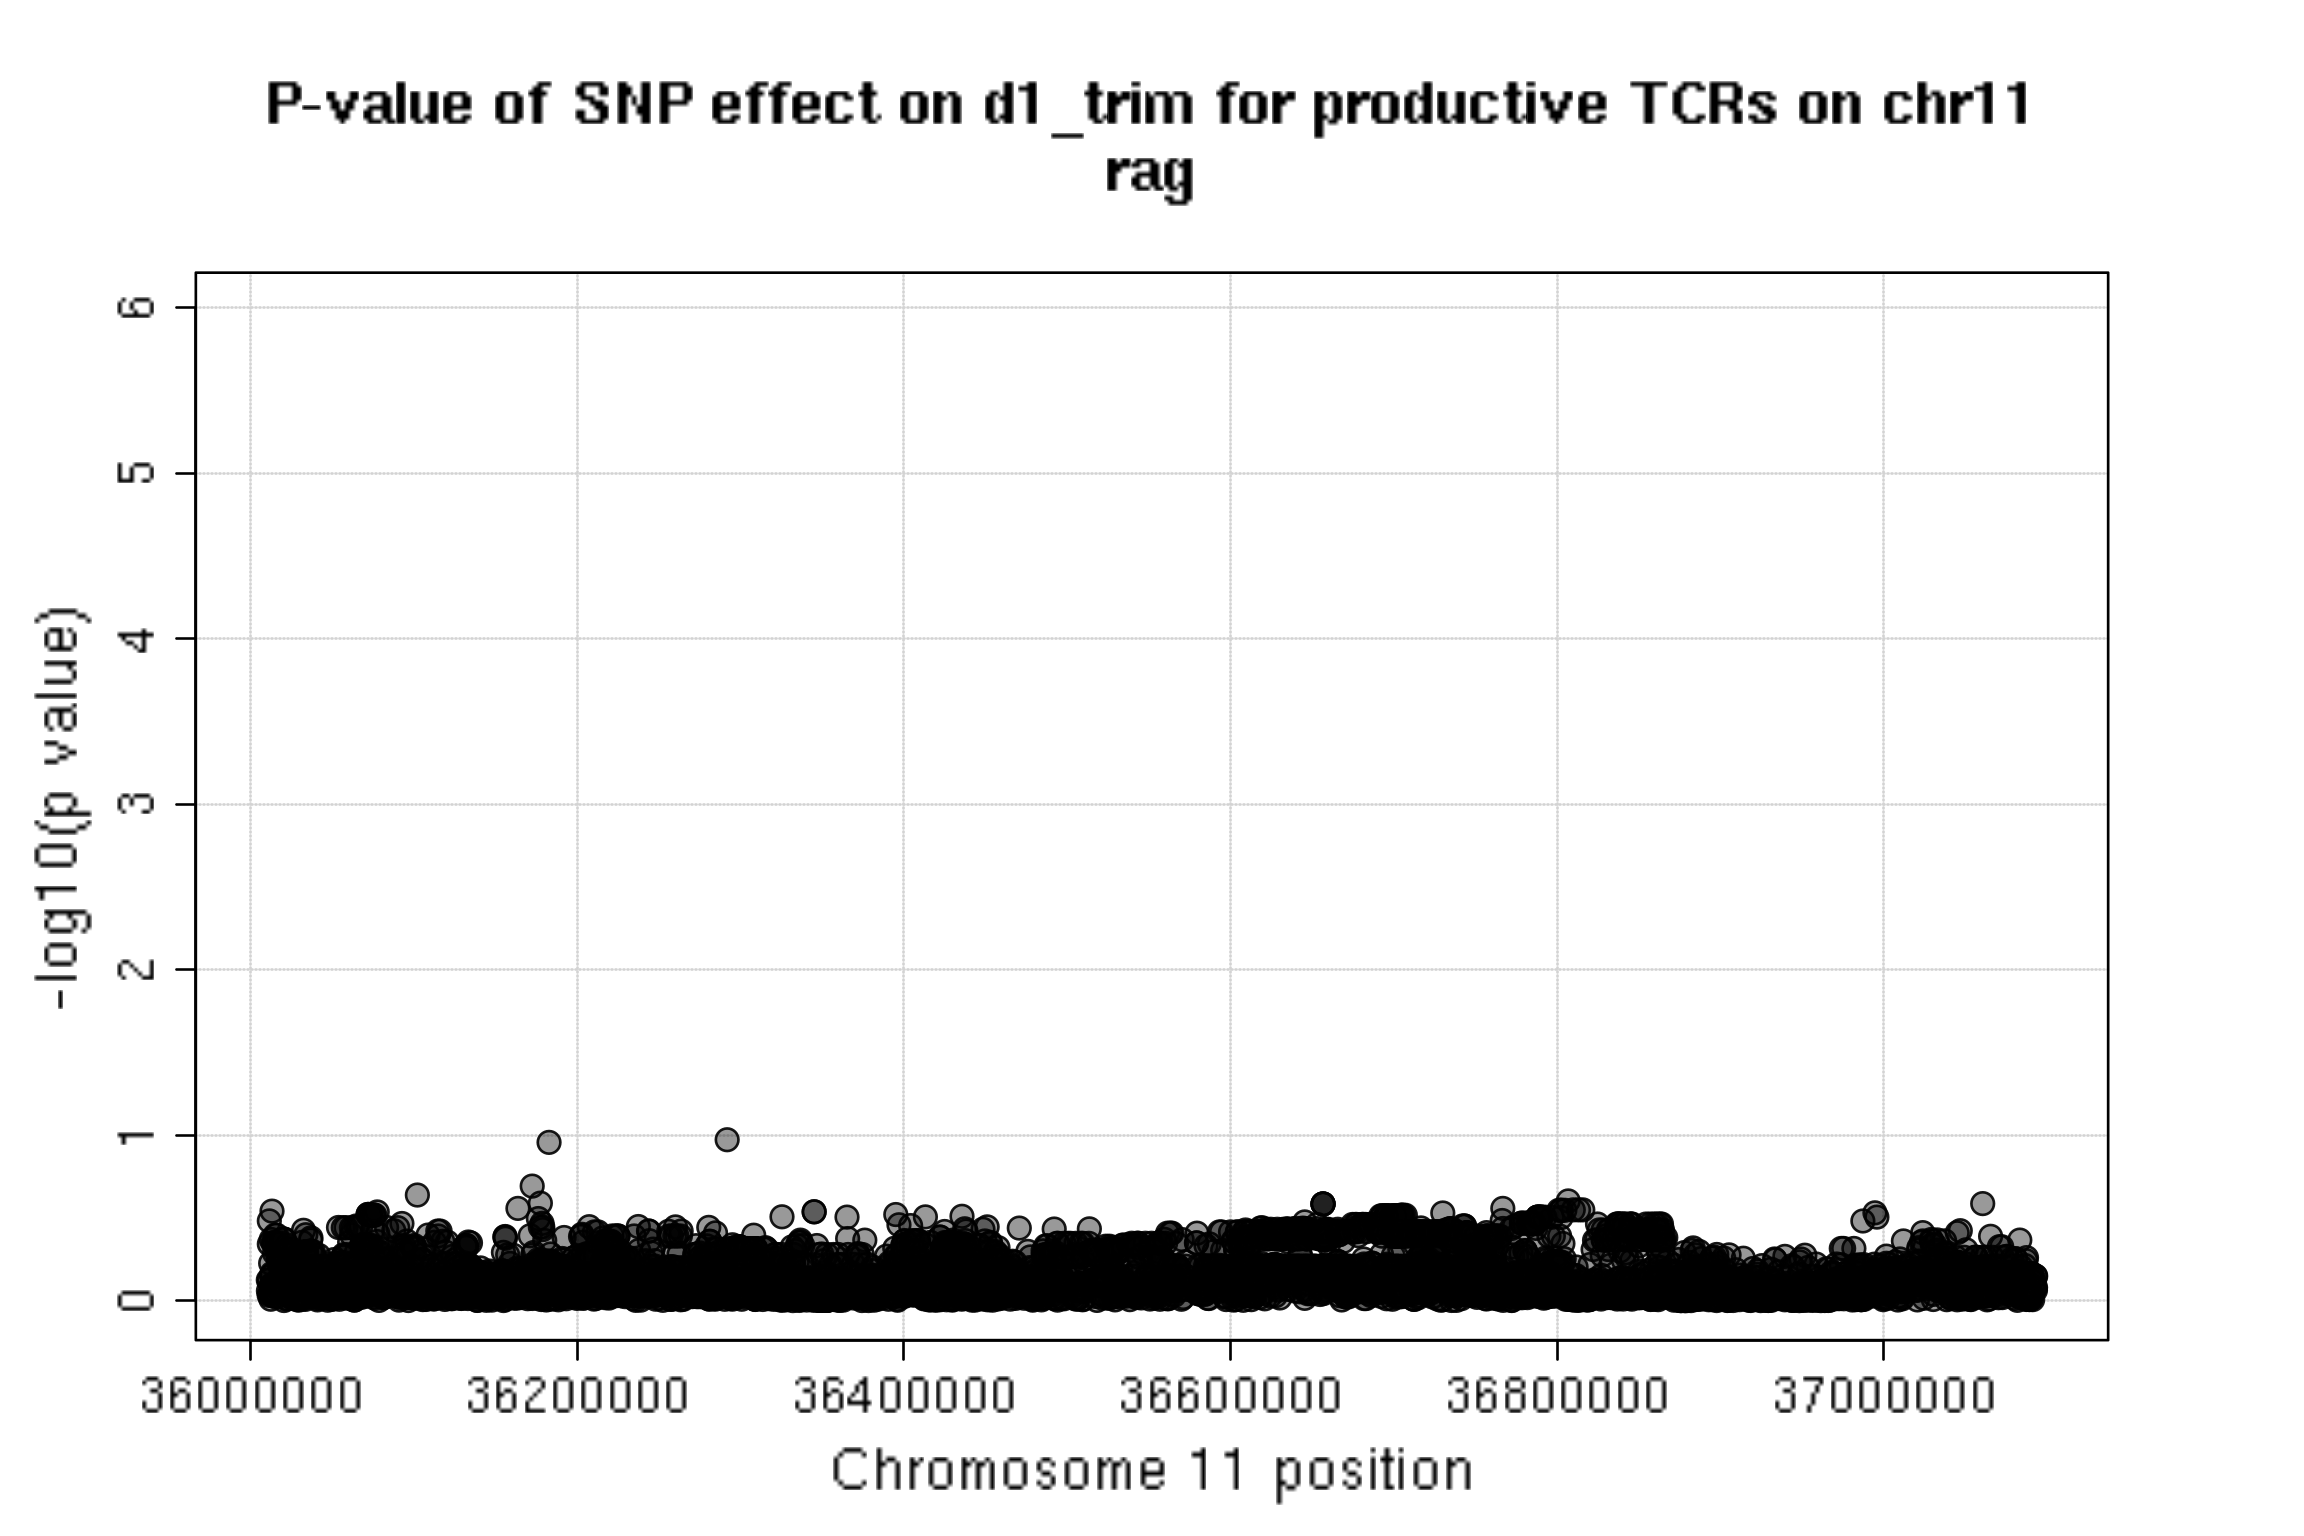 P-value of SNP effect on d1_trim for productive TCRs on chr11
rag
6
5
4
3
2
1
0
-log10(p value)
36000000 36200000 36400000 36600000 36800000 37000000
Chromosome 11 position